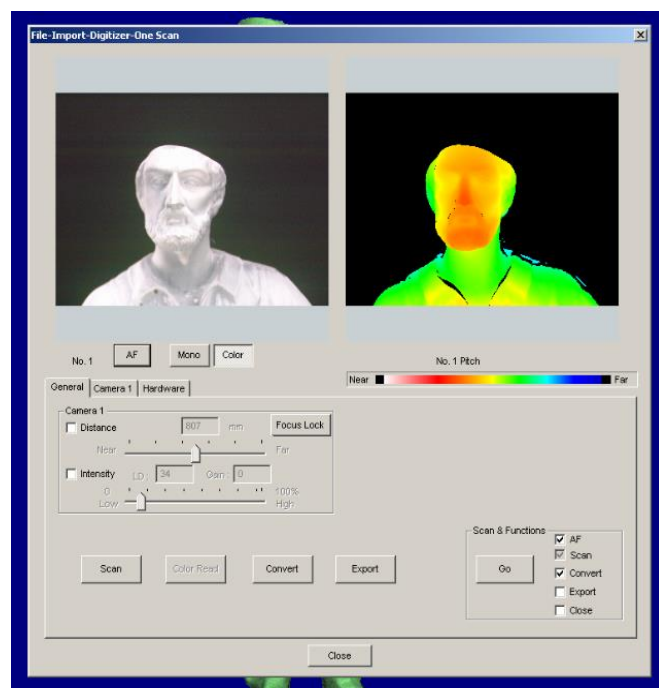 File-Import-Digitizer-One Scan
No. 1 AF Mono Color
No. 1 Pitch
Near Far
General Camera 1 Hardware
Camera 1
Distance 807 mm Focus Lock
Near Far
Intensity LD: 34 Gain: 0
0 100%
Low High
Scan Color Read Convert Export
Scan & Functions
AF
Scan
Go
Convert
Export
Close
Close